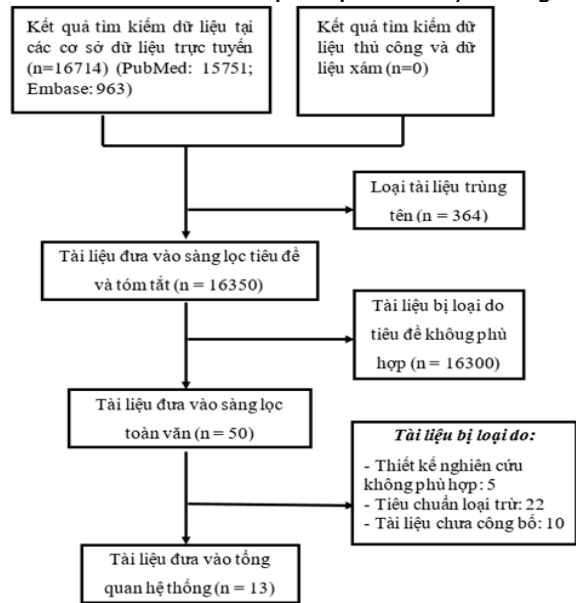 Kết quả tìm kiếm dữ liệu tại
các cơ sở dữ liệu trực tuyến
(n=16714) (PubMed: 15751;
Embase: 963)
Kết quả tìm kiếm dữ
liệu thủ công và dữ
liệu xám (n=0)
Loại tài liệu trùng
tên (n = 364)
Tài liệu đưa vào sàng lọc tiêu đề
và tóm tắt (n = 16350)
Tài liệu bị loại do
tiêu đề khôug phù
hợp (n = 16300)
Tài liệu đưa vào sàng lọc
toàn văn (n = 50)
Tài liệu bị loại do:
- Thiết kế nghiên cứu
không phù hợp: 5
- Tiêu chuẩn loại trừ: 22
- Tài liệu chưa công bố: 10
Tài liệu đưa vào tổng
quan hệ thống (n = 13)